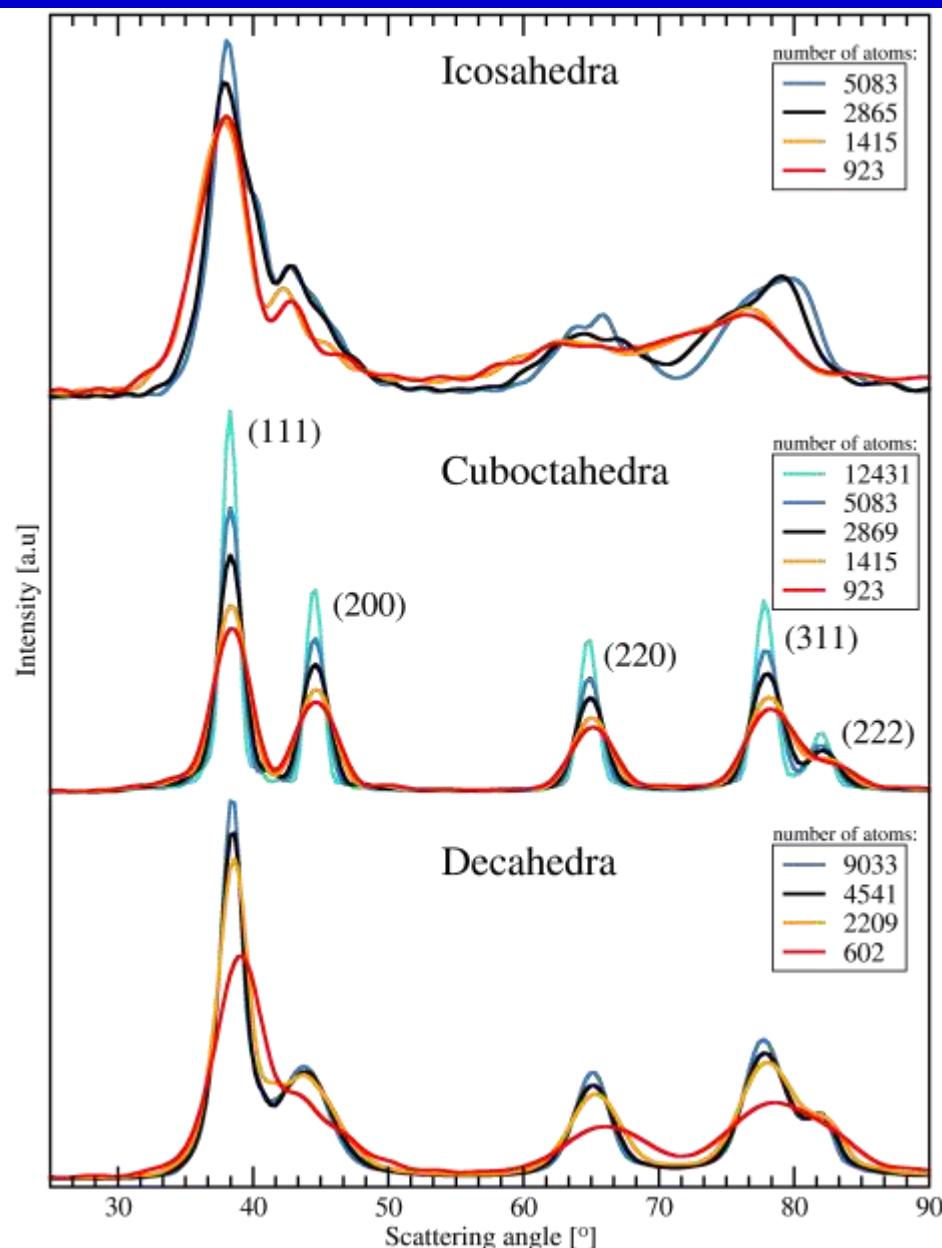 Icosahedra
number of atoms:
5083
2865
1415
923
(111)
(200)
(220)
(311)
(222)
Cuboctahedra
number of atoms:
12431
5083
2869
1415
923
Decahedra
number of atoms:
9033
4541
2209
602
Intensity [a.u]
30 40 50 60 70 80 90
Scattering angle [°]